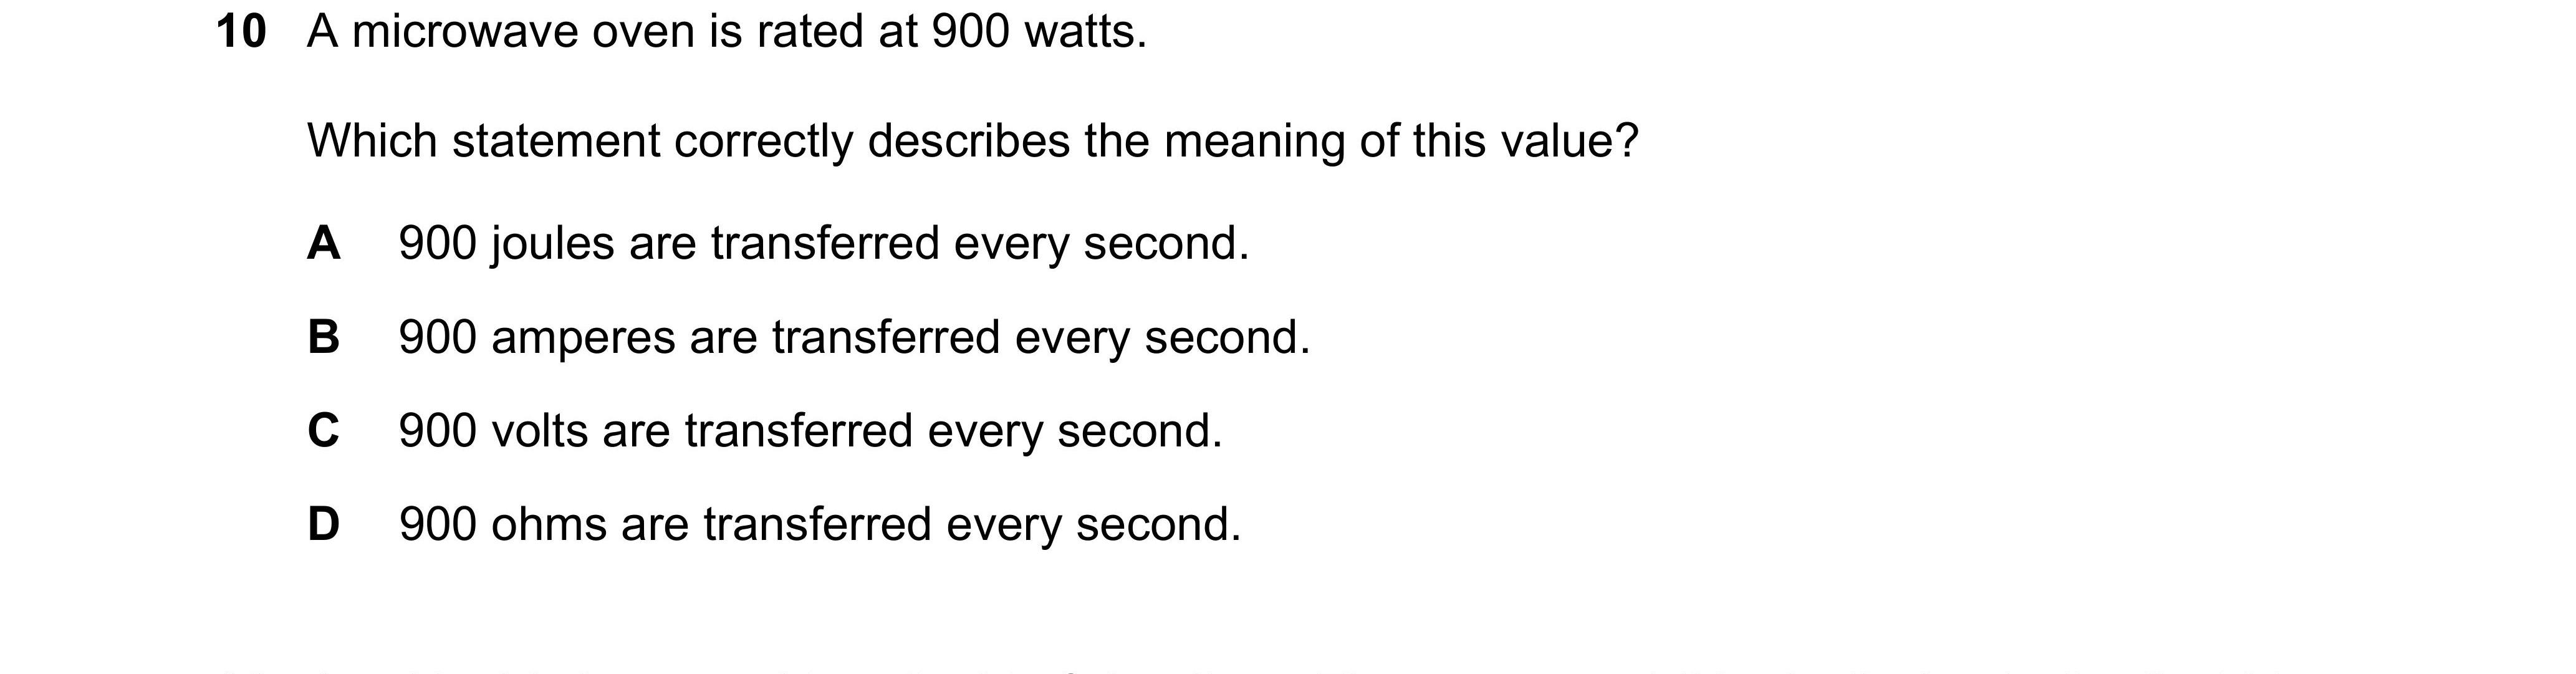 10 A microwave oven is rated at 900 watts.
Which statement correctly describes the meaning of this value?
A 900 joules are transferred every second.
B 900 amperes are transferred every second.
C 900 volts are transferred every second.
D 900 ohms are transferred every second.